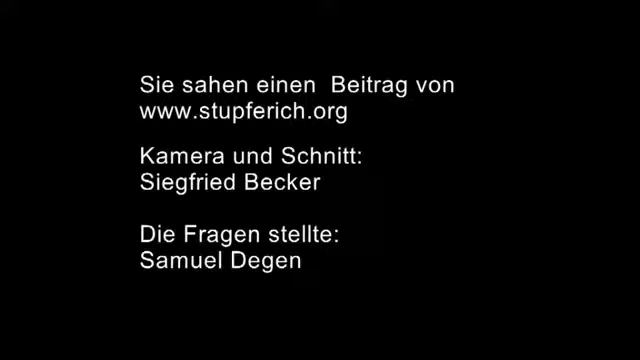 Sie sahen einen  Beitrag von
www.stupferich.org
Kamera und Schnitt:
Siegfried Becker
Die Fragen stellte:
Samuel Degen